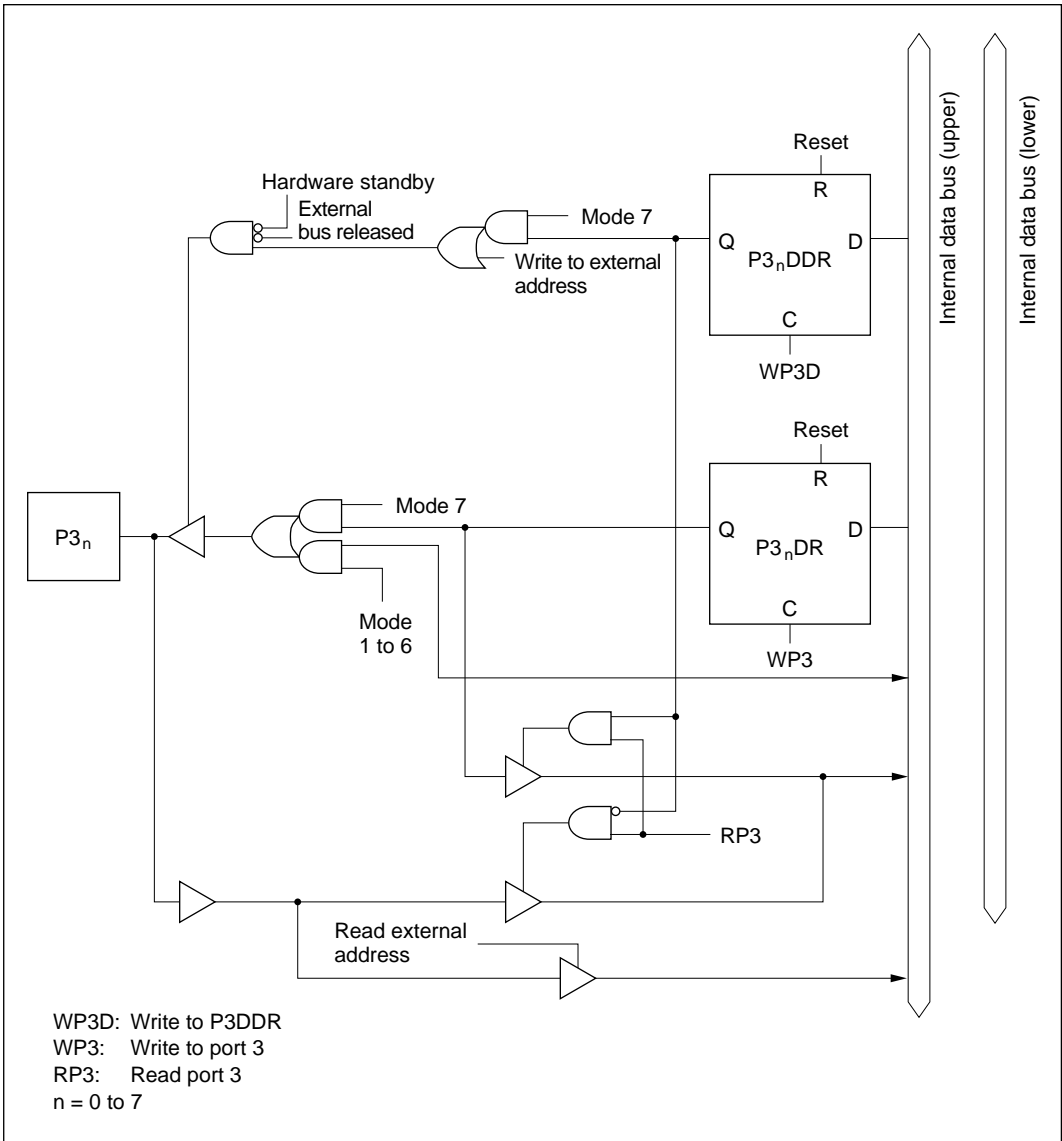 Internal data bus (upper)
Internal data bus (lower)
Reset
R
Hardware standby
External
bus released
Mode 7
Q
P3nDDR
D
Write to external
address
C
WP3D
Reset
R
Mode 7
P3n
Q
P3nDR
D
Mode
1 to 6
C
WP3
RP3
Read external
address
WP3D: Write to P3DDR
WP3: Write to port 3
RP3: Read port 3
n = 0 to 7